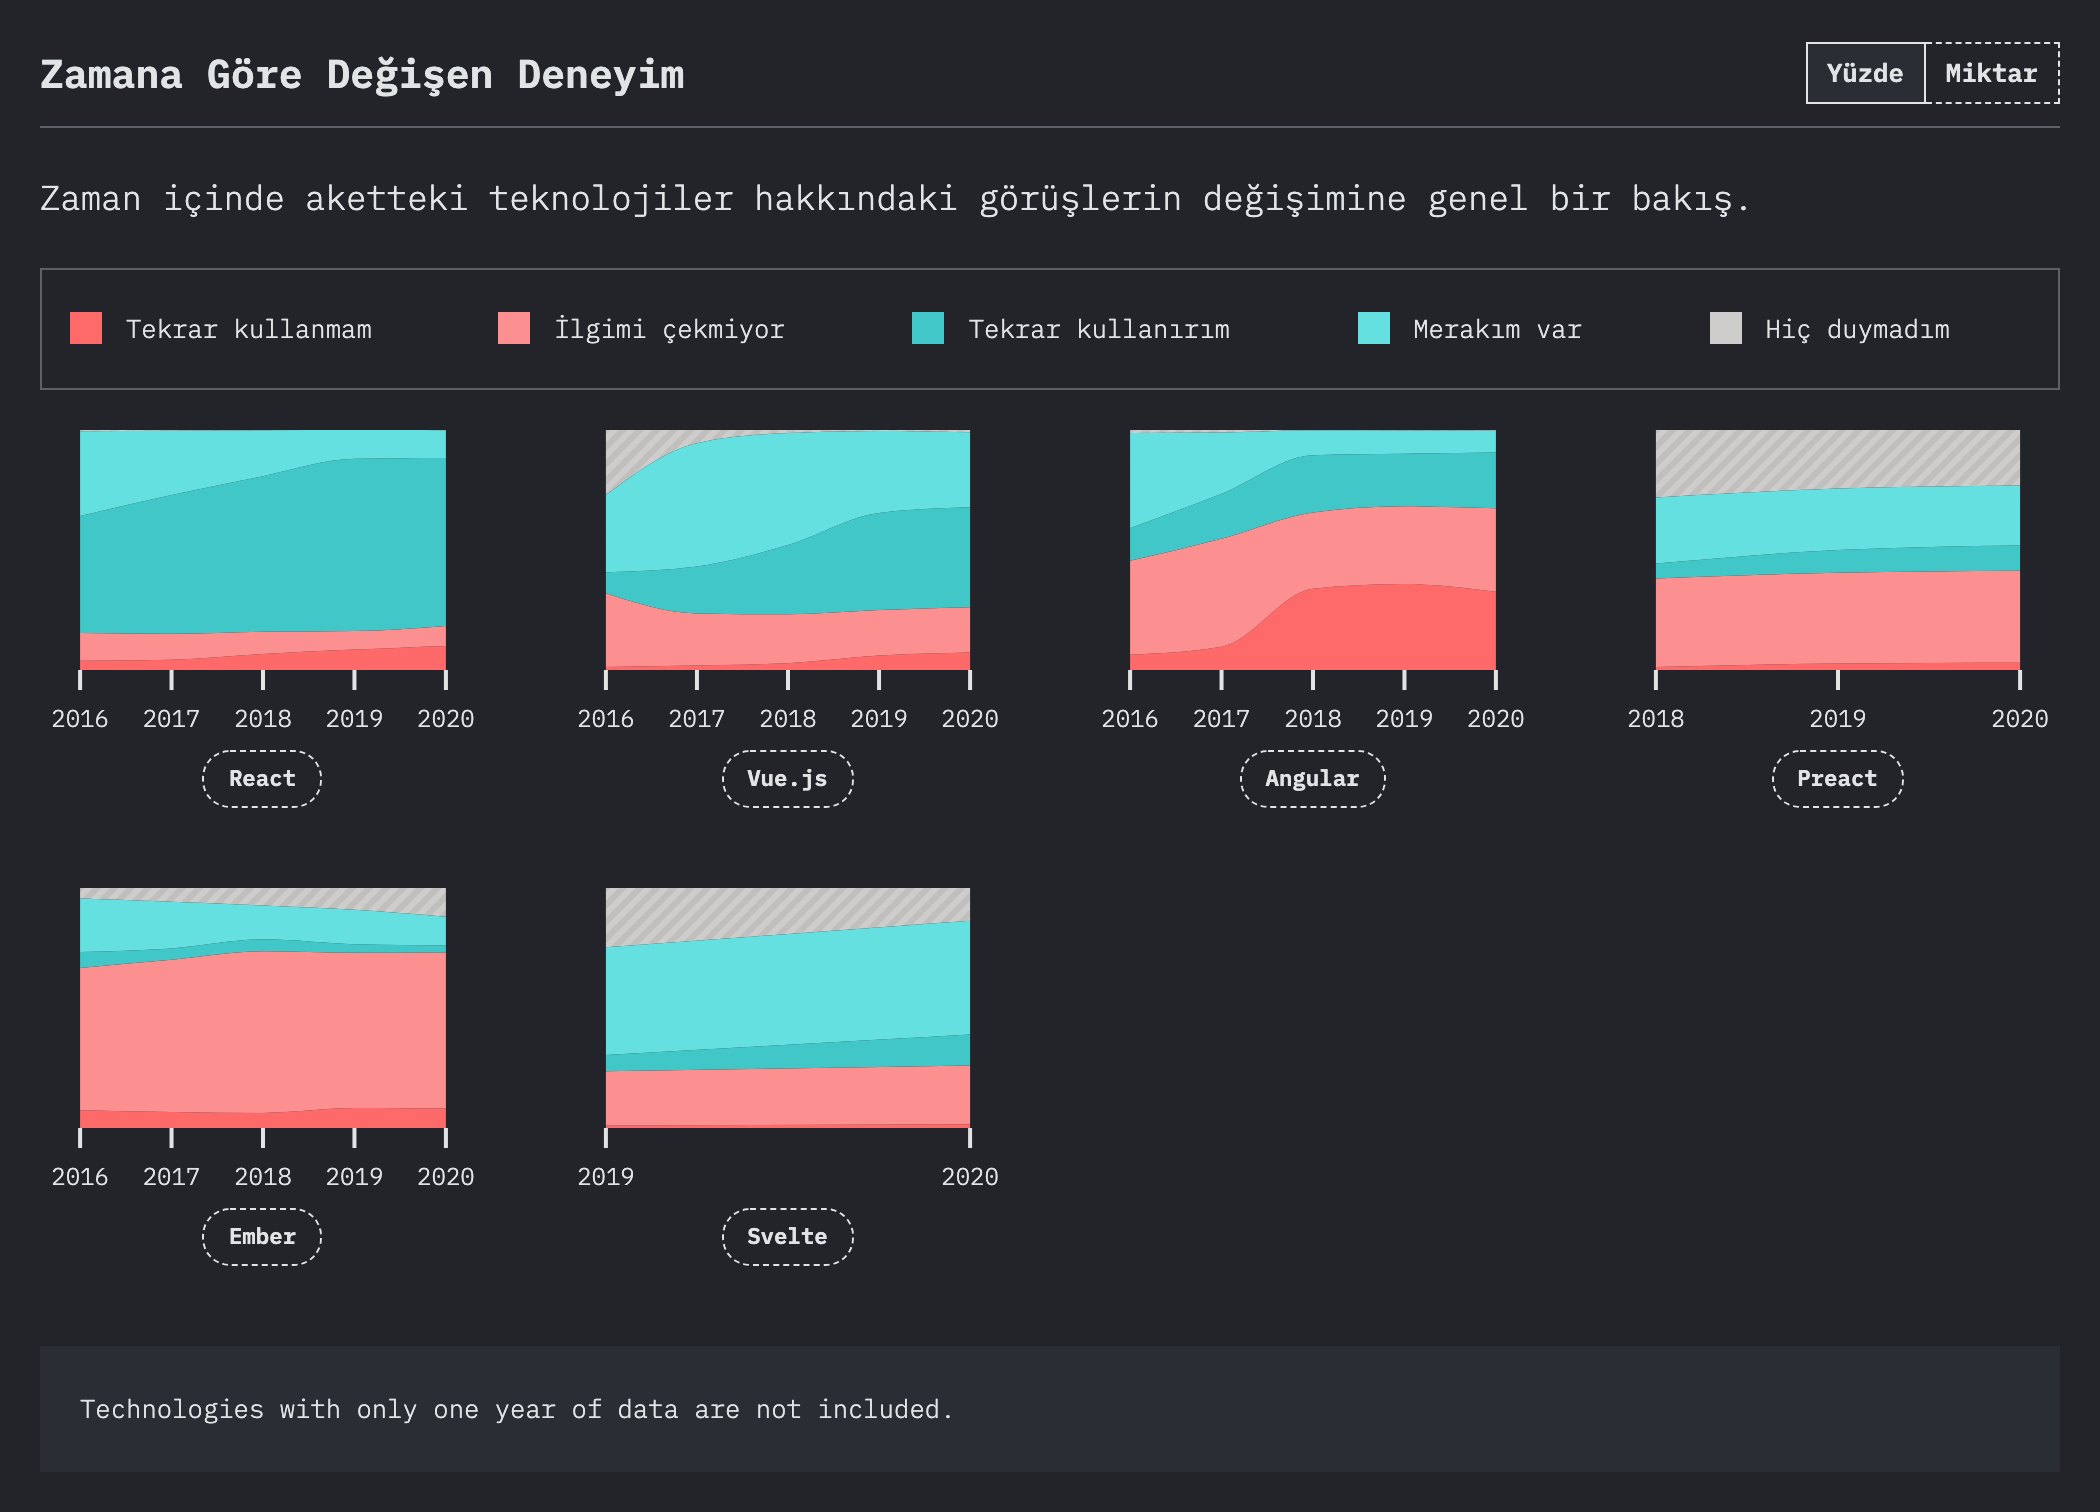 Zamana Göre Değişen Deneyim
Yüzde Miktar
Zaman içinde aketteki teknolojiler hakkındaki görüşlerin değişimine genel bir bakış.
Tekrar kullanmam İlgimi çekmiyor Tekrar kullanırım Merakım var Hiç duymadım
2016 2017 2018 2019 2020
React
2016 2017 2018 2019 2020
Vue.js
2016 2017 2018 2019 2020
Angular
2018 2019 2020
Preact
2016 2017 2018 2019 2020
Ember
2019 2020
Svelte
Technologies with only one year of data are not included.